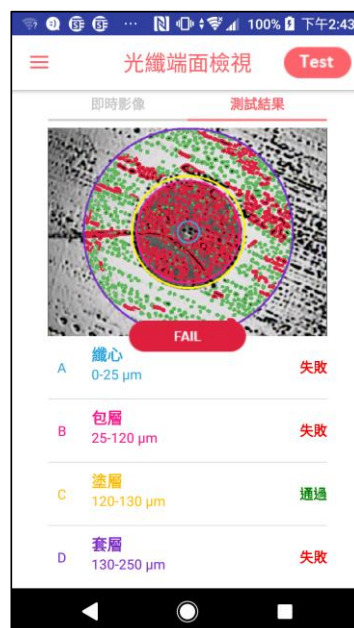 100% 下午2:43
光纖端面檢視
Test
即時影像
測試結果
FAIL
A
纖心
0-25 µm
失敗
B
包層
25-120 µm
失敗
C
塗層
120-130 µm
通過
D
套層
130-250 µm
失敗